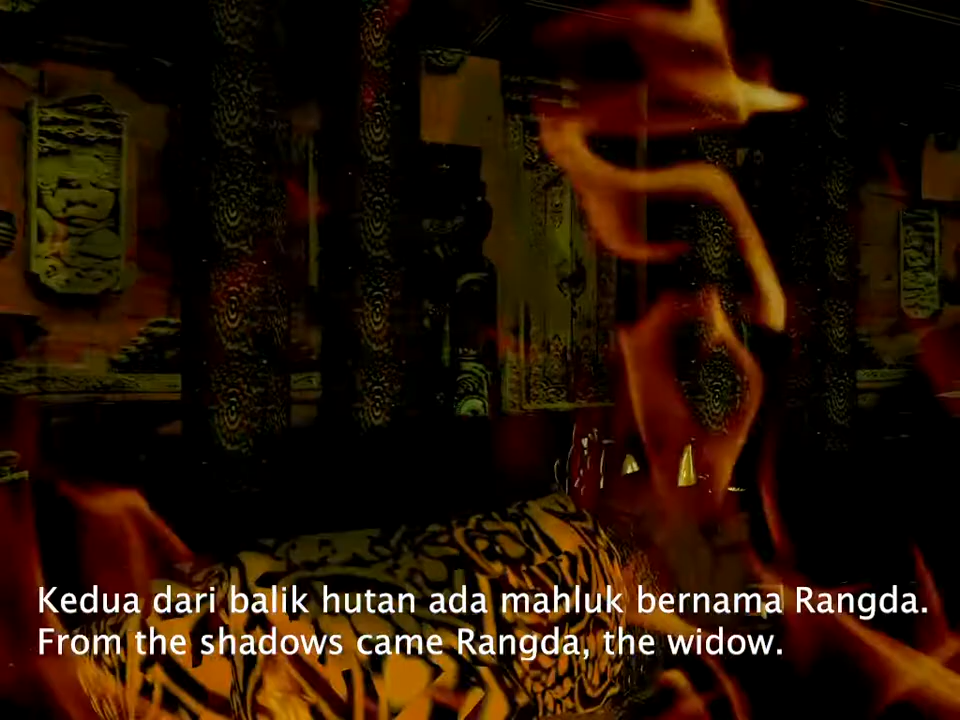 Kedua dari balik hutan ada mahluk bernama Rangda.
From the shadows came Rangda, the widow.